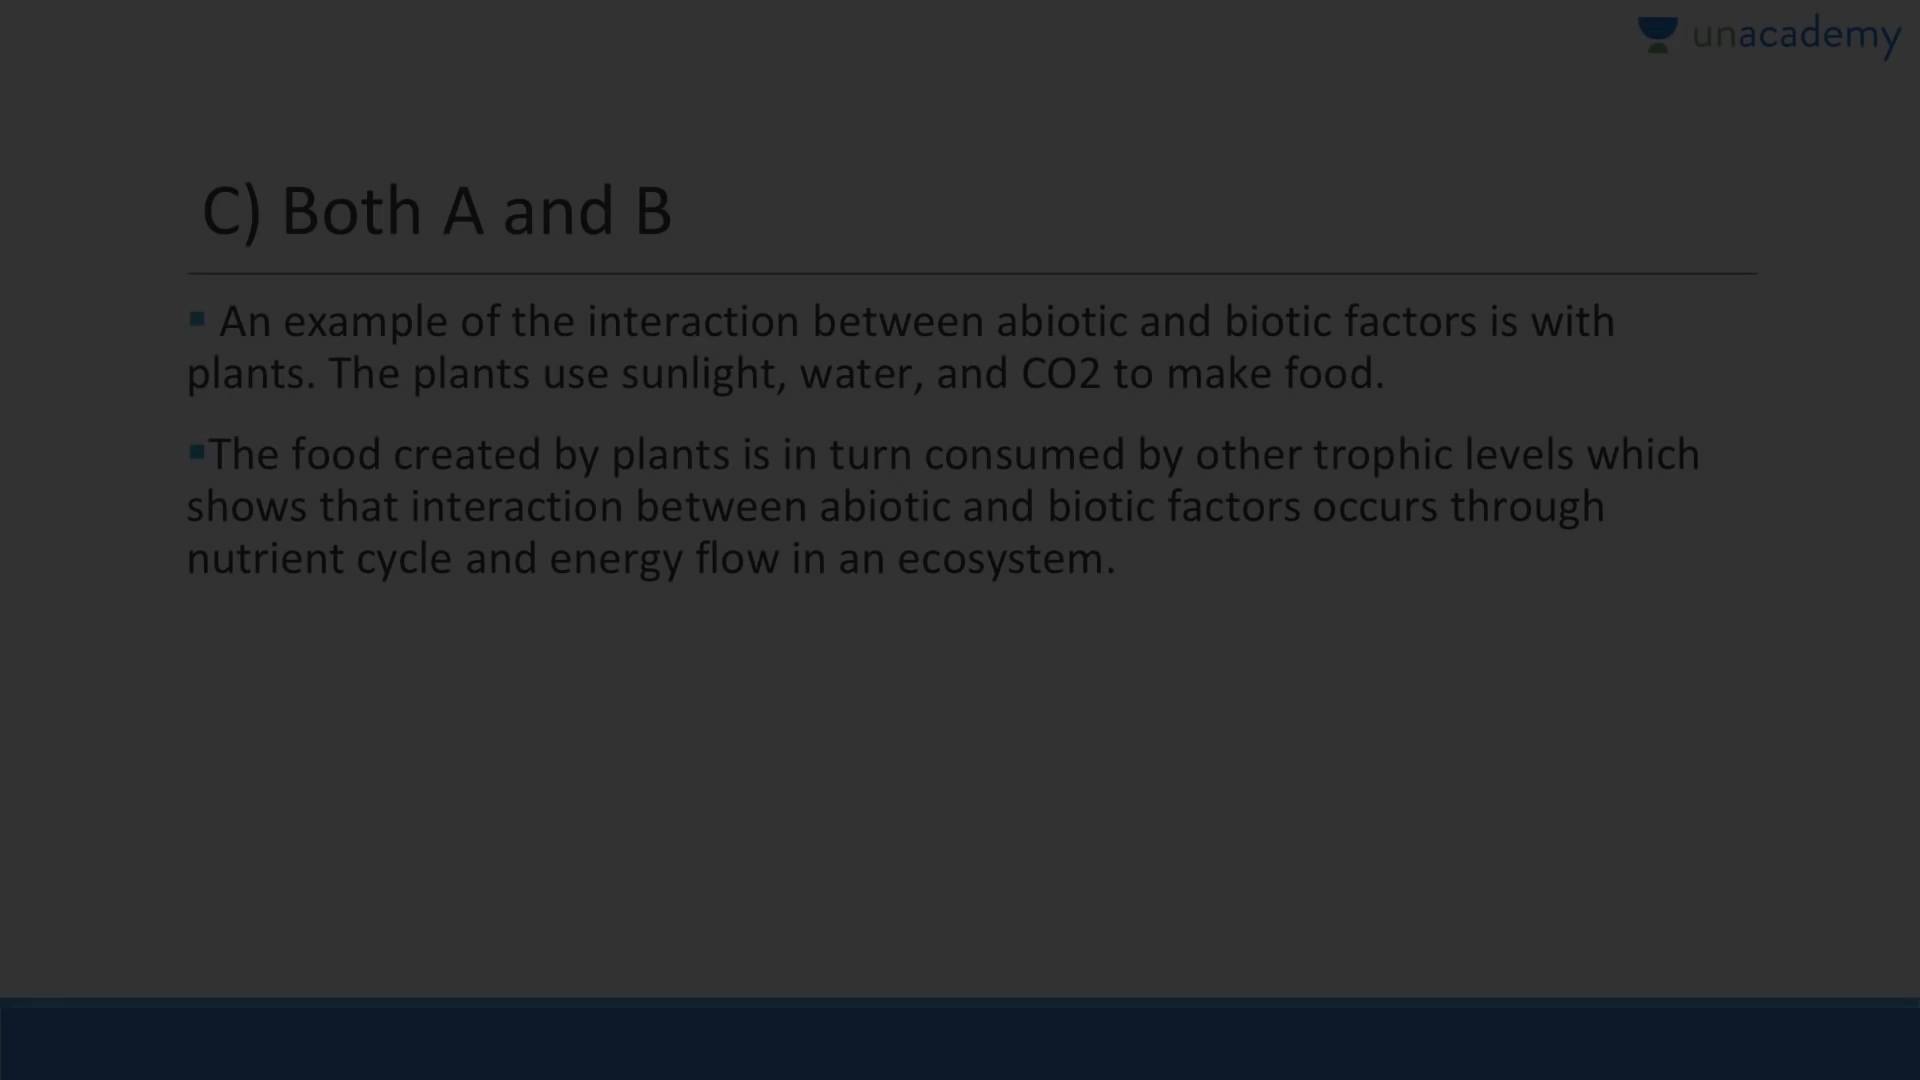 unacademy
C) Both A and B
▪ An example of the interaction between abiotic and biotic factors is with
plants. The plants use sunlight, water, and CO2 to make food.
▪The food created by plants is in turn consumed by other trophic levels which
shows that interaction between abiotic and biotic factors occurs through
nutrient cycle and energy flow in an ecosystem.